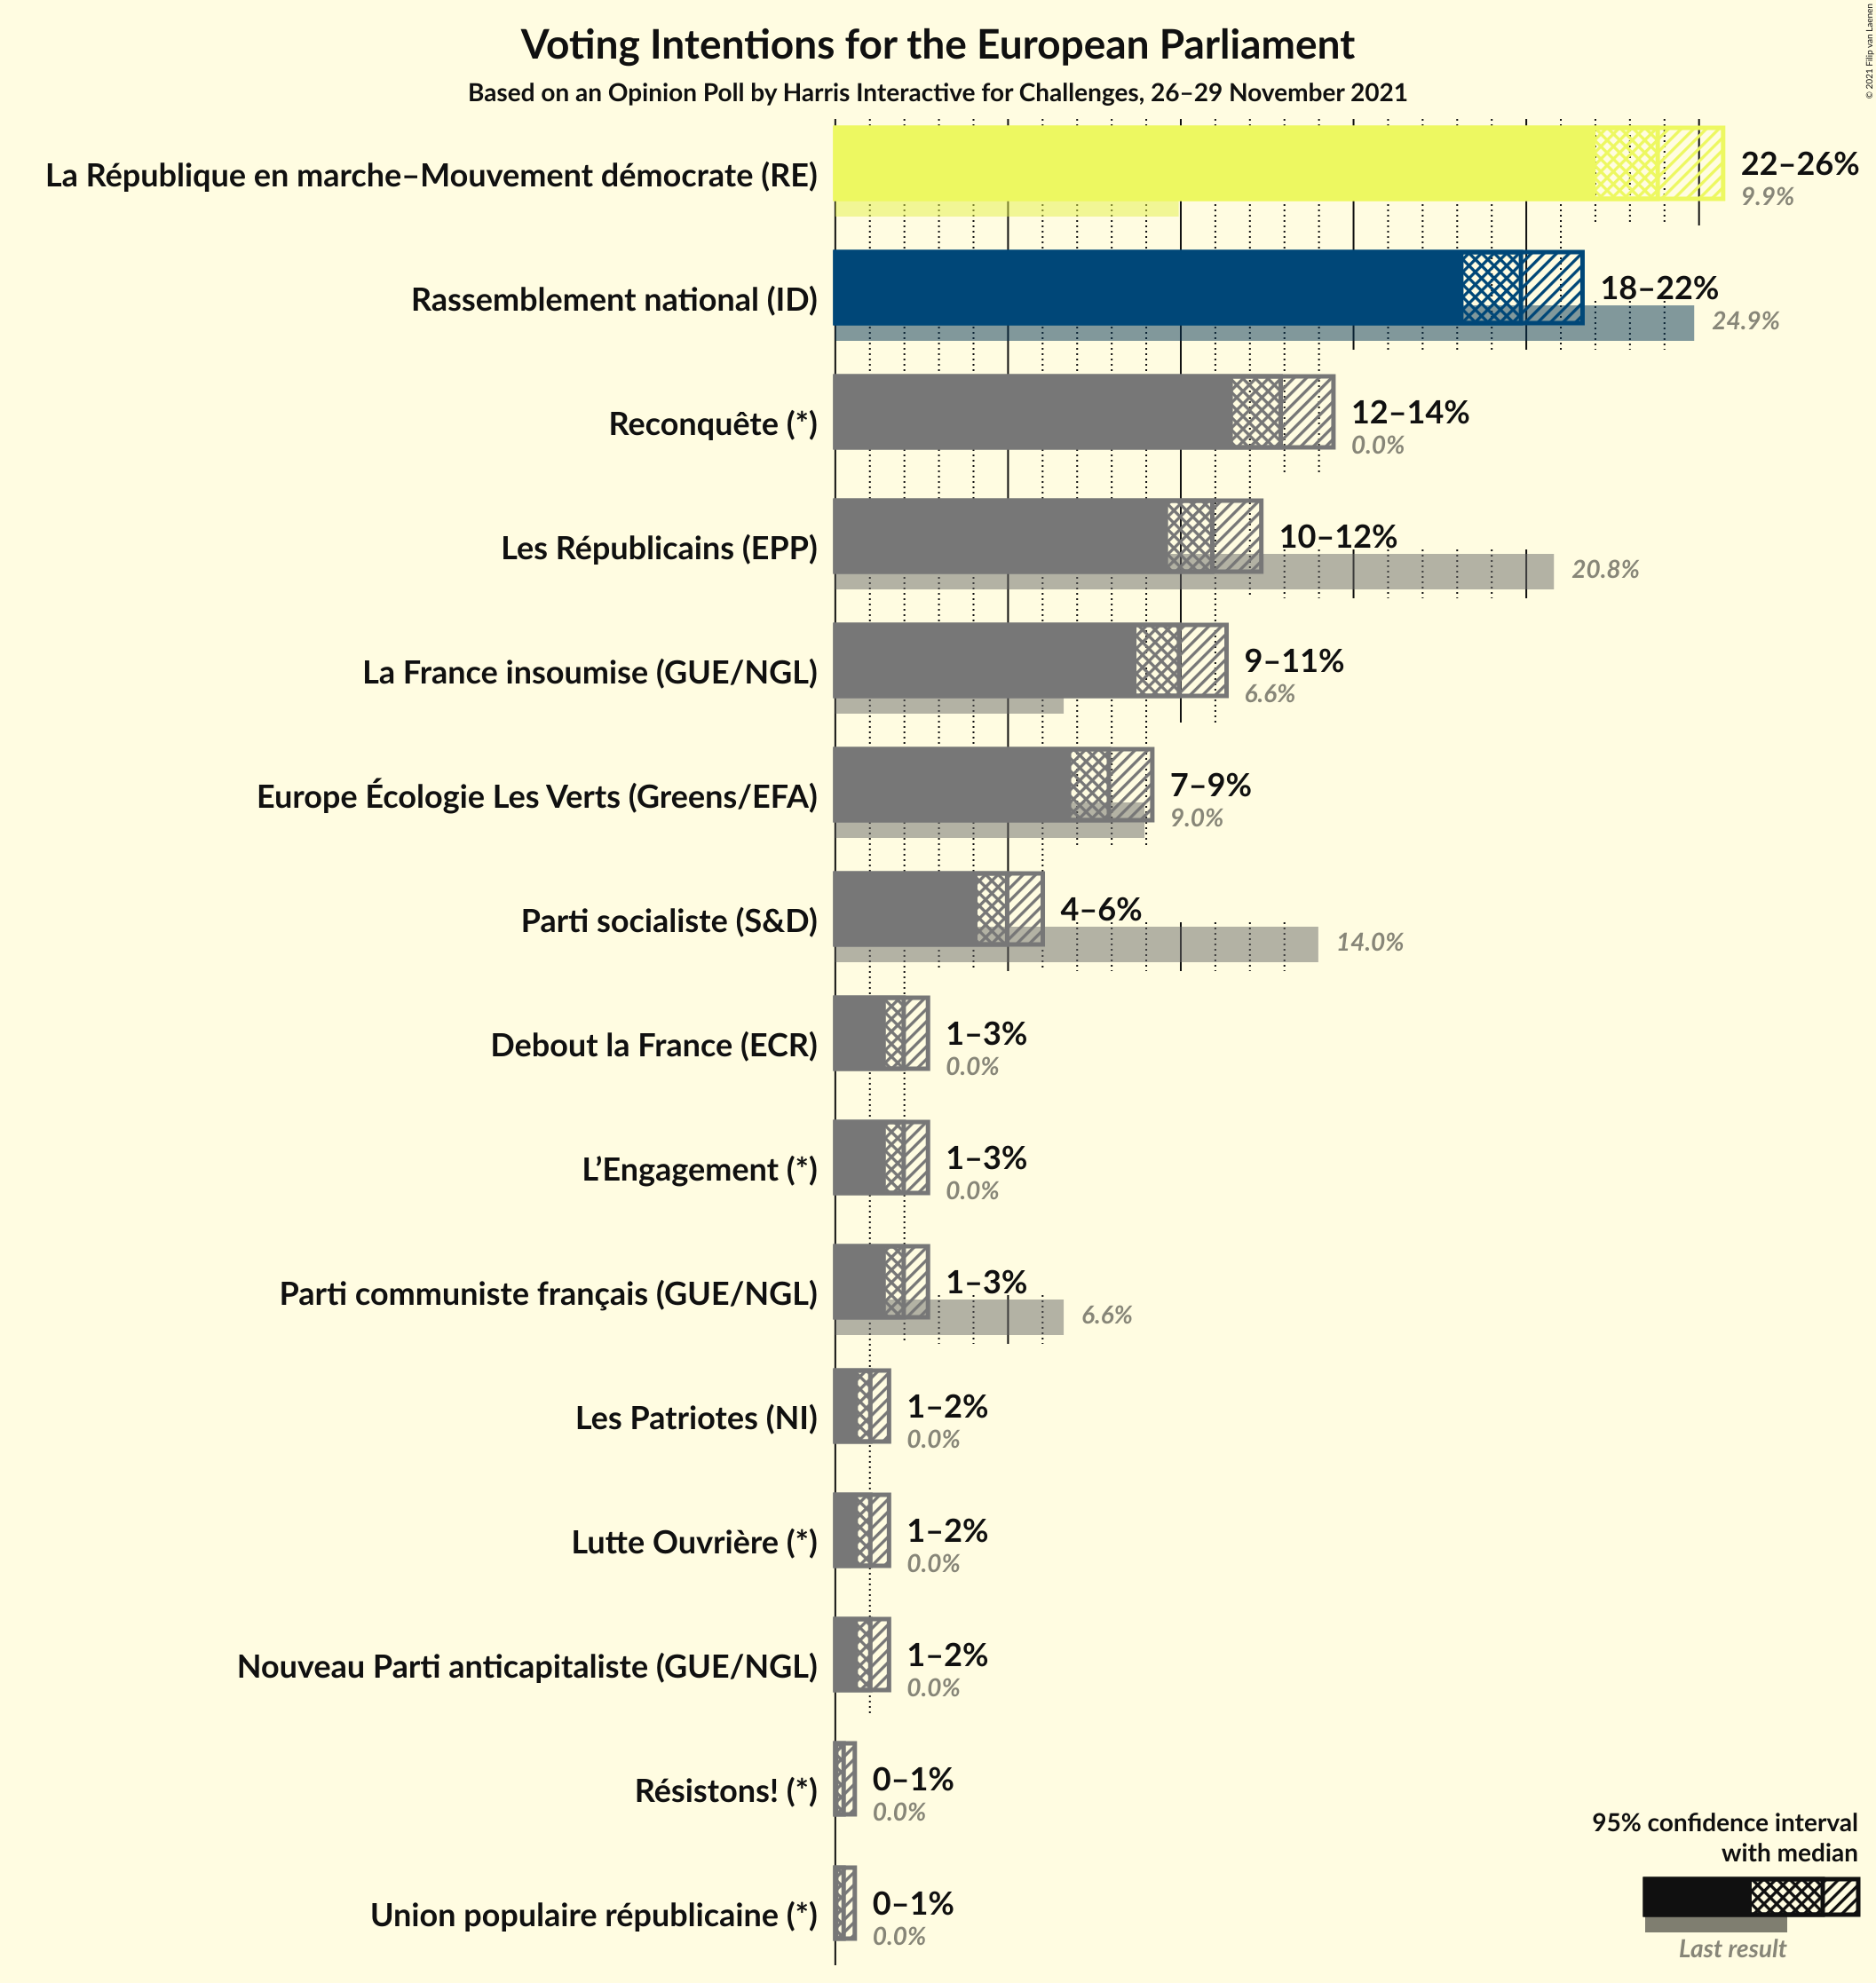 Voting Intentions for the European Parliament
Based on an Opinion Poll by Harris Interactive for Challenges, 26–29 November 2021
© 2021 Filip van Laenen
La République en marche–Mouvement démocrate (RE)
22–26%
9.9%
Rassemblement national (ID)
18–22%
24.9%
Reconquête (*)
12–14%
0.0%
Les Républicains (EPP)
10–12%
20.8%
La France insoumise (GUE/NGL)
9–11%
6.6%
Europe Écologie Les Verts (Greens/EFA)
7–9%
9.0%
Parti socialiste (S&D)
4–6%
14.0%
Debout la France (ECR)
1–3%
0.0%
L’Engagement (*)
1–3%
0.0%
Parti communiste français (GUE/NGL)
1–3%
6.6%
Les Patriotes (NI)
1–2%
0.0%
Lutte Ouvrière (*)
1–2%
0.0%
Nouveau Parti anticapitaliste (GUE/NGL)
1–2%
0.0%
Résistons! (*)
0–1%
0.0%
Union populaire républicaine (*)
0–1%
0.0%
95% confidence interval
with median
Last result